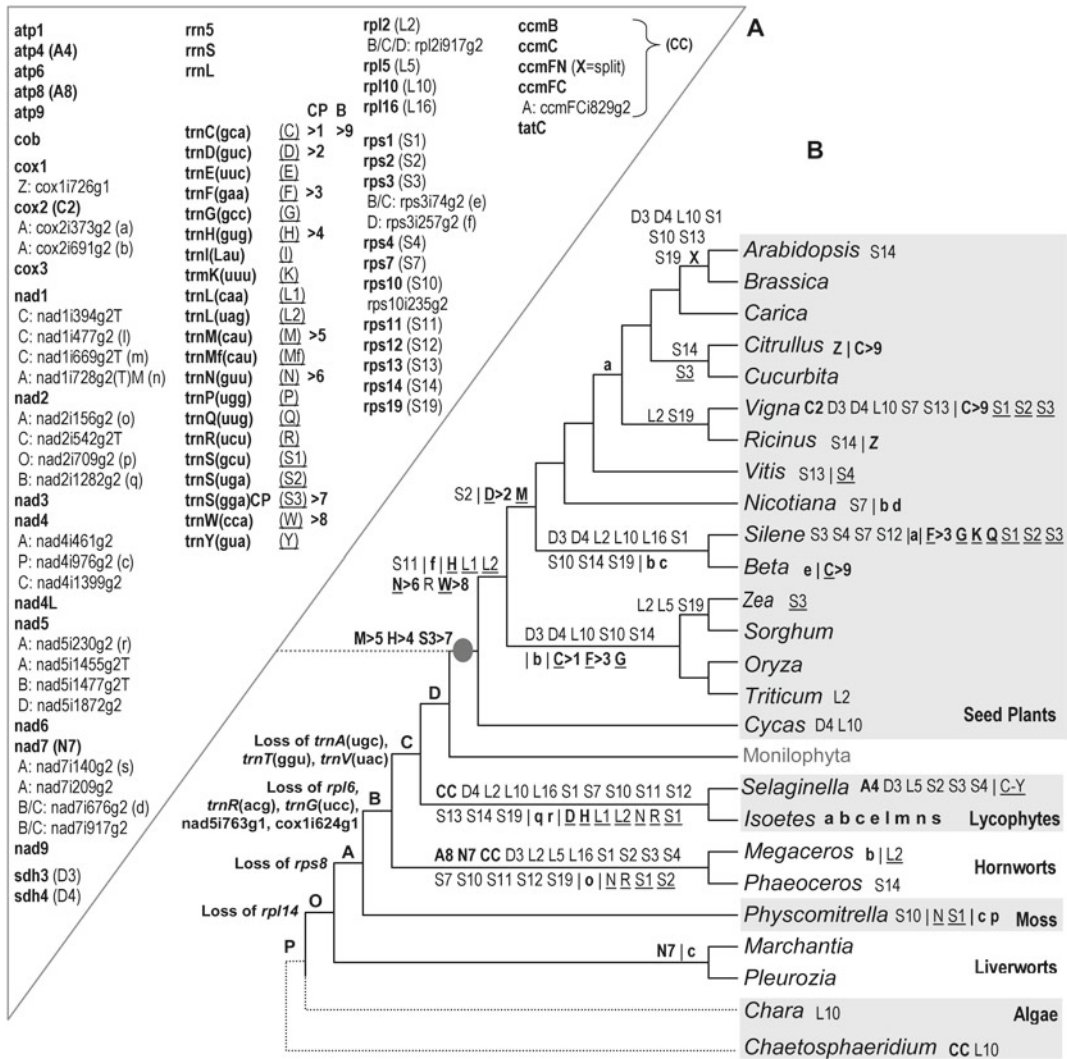 A
atp1
atp4 (A4)
atp6
atp8 (A8)
atp9
cob
cox1
Z: cox1i726g1
cox2 (C2)
A: cox2i373g2 (a)
A: cox2i691g2 (b)
cox3
nad1
C: nad1i394g2T
C: nad1i477g2 (l)
C: nad1i669g2T (m)
A: nad1i728g2(T)M (n)
nad2
A: nad2i156g2 (o)
C: nad2i542g2T
O: nad2i709g2 (p)
B: nad2i1282g2 (q)
nad3
nad4
A: nad4i461g2
P: nad4i976g2 (c)
C: nad4i1399g2
nad4L
nad5
A: nad5i230g2 (r)
A: nad5i1455g2T
B: nad5i1477g2T
D: nad5i1872g2
nad6
nad7 (N7)
A: nad7i140g2 (s)
A: nad7i209g2
B/C: nad7i676g2 (d)
B/C: nad7i917g2
nad9
sdh3 (D3)
sdh4 (D4)
rrn5
rrnS
rrnL
CP B
trnC(gca) (C) >1 >9
trnD(guc) (D) >2
trnE(uuc) (E)
trnF(gaa) (F) >3
trnG(gcc) (G)
trnH(gug) (H) >4
trnI(Lau) (I)
trmK(uuu) (K)
trnL(caa) (L1)
trnL(uag) (L2)
trnM(cau) (M) >5
trnMf(cau) (Mf)
trnN(guu) (N) >6
trnP(ugg) (P)
trnQ(uug) (Q)
trnR(ucu) (R)
trnS(gcu) (S1)
trnS(uga) (S2)
trnS(gga)CP (S3) >7
trnW(cca) (W) >8
trnY(gua) (Y)
rpl2 (L2)
B/C/D: rpl2i917g2
rpl5 (L5)
rpl10 (L10)
rpl16 (L16)
rps1 (S1)
rps2 (S2)
rps3 (S3)
B/C: rps3i74g2 (e)
D: rps3i257g2 (f)
rps4 (S4)
rps7 (S7)
rps10 (S10)
rps10i235g2
rps11 (S11)
rps12 (S12)
rps13 (S13)
rps14 (S14)
rps19 (S19)
ccmB
ccmC
ccmFN (X=split)
ccmFC
A: ccmFCi829g2
(CC)
tatC
B
D3 D4 L10 S1
S10 S13
S19 X
Arabidopsis S14
Brassica
Carica
S14
S3
Citrullus Z | C>9
Cucurbita
a
L2 S19
Vigna C2 D3 D4 L10 S7 S13 | C>9 S1 S2 S3
Ricinus S14 | Z
Vitis S13 | S4
S2 | D>2 M
Nicotiana S7 | b d
D3 D4 L2 L10 L16 S1
S10 S14 S19 | b c
Silene S3 S4 S7 S12 |a| F>3 G K Q S1 S2 S3
Beta e | C>9
S11 | f | H L1 L2
N>6 R W>8
L2 L5 S19
Zea S3
Sorghum
D3 D4 L10 S10 S14
| b | C>1 F>3 G
Oryza
Triticum L2
M>5 H>4 S3>7
Cycas D4 L10
Seed Plants
D
Monilophyta
Loss of trnA(ugc),
trnT(ggu), trnV(uac)
C
CC D4 L2 L10 L16 S1 S7 S10 S11 S12
S13 S14 S19 | q r | D H L1 L2 N R S1
Selaginella A4 D3 L5 S2 S3 S4 | C-Y
Isoetes a b c e l m n s
Lycophytes
Loss of rpl6,
trnR(acg), trnG(ucc),
nad5i763g1, cox1i624g1
B
A8 N7 CC D3 L2 L5 L16 S1 S2 S3 S4
S7 S10 S11 S12 S19 | o | N R S1 S2
Megaceros b | L2
Phaeoceros S14
Hornworts
Loss of rps8
A
Physcomitrella S10 | N S1 | c p
Moss
Loss of rpl14
O
N7 | c
Marchantia
Pleurozia
Liverworts
P
Chara L10
Algae
Chaetosphaeridium CC L10